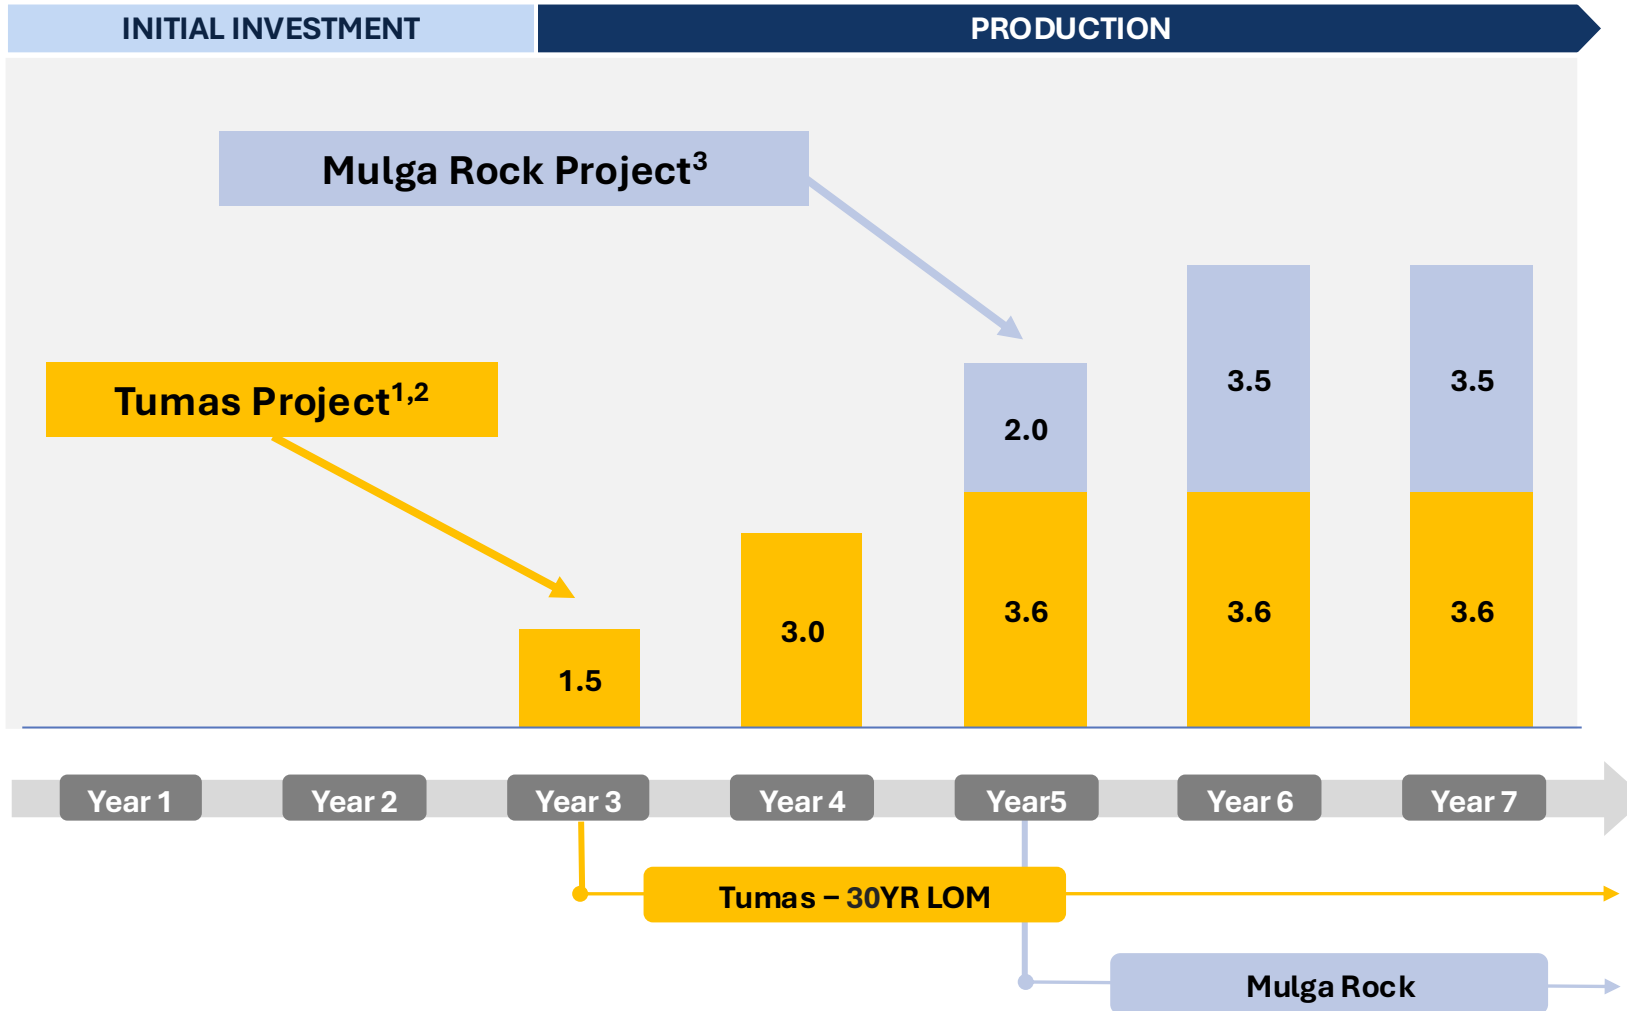 INITIAL INVESTMENT
PRODUCTION
Mulga Rock Project³
Tumas Project¹,²
3.5
3.5
2.0
3.6
3.6
3.6
3.0
1.5
Year 1
Year 2
Year 3
Year 4
Year5
Year 6
Year 7
Tumas – 30YR LOM
Mulga Rock